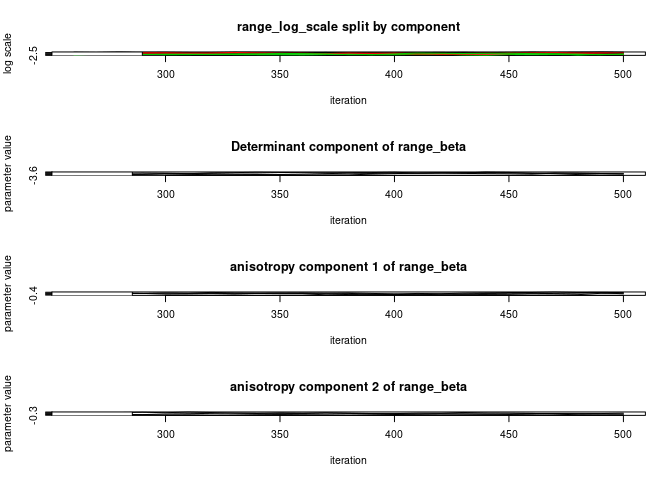 range_log_scale split by component
log scale
-2.5
300 350 400 450 500
iteration
Determinant component of range_beta
parameter value
-3.6
300 350 400 450 500
iteration
anisotropy component 1 of range_beta
parameter value
-0.4
300 350 400 450 500
iteration
anisotropy component 2 of range_beta
parameter value
-0.3
300 350 400 450 500
iteration